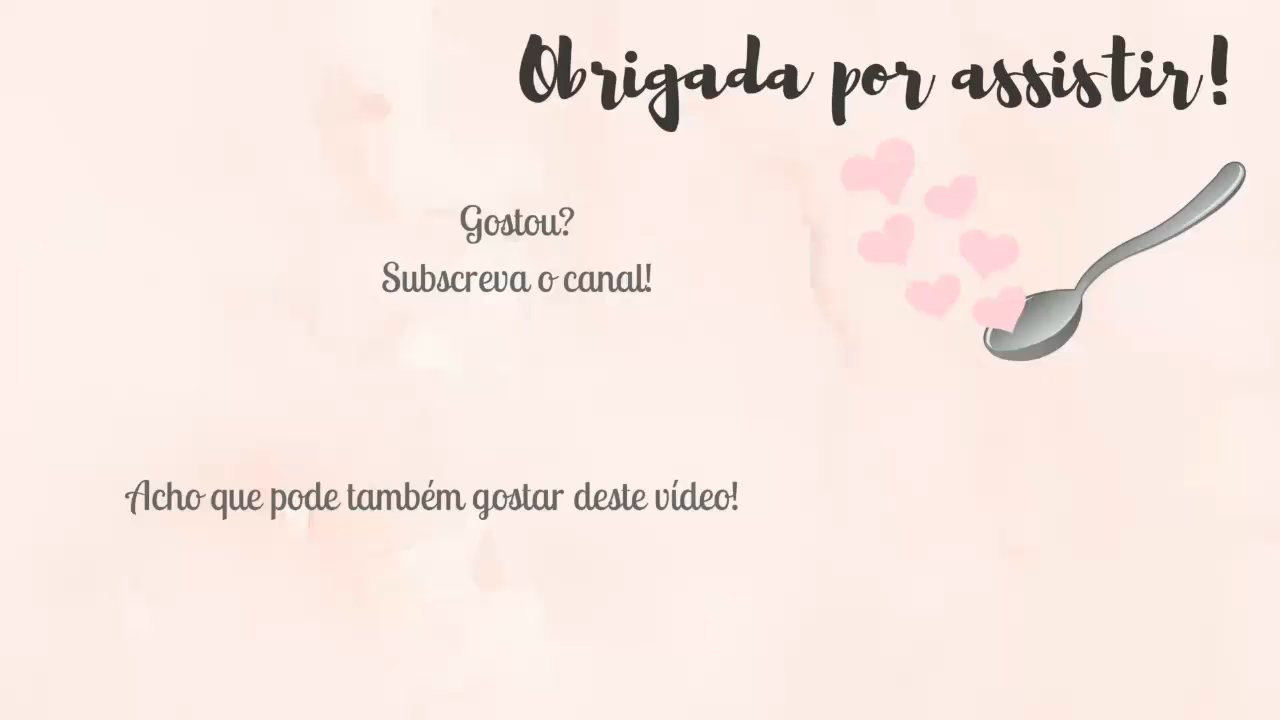 Obrigada por assistir!
Gostou?
Subscreva o canal!
Acho que pode também gostar deste vídeo!